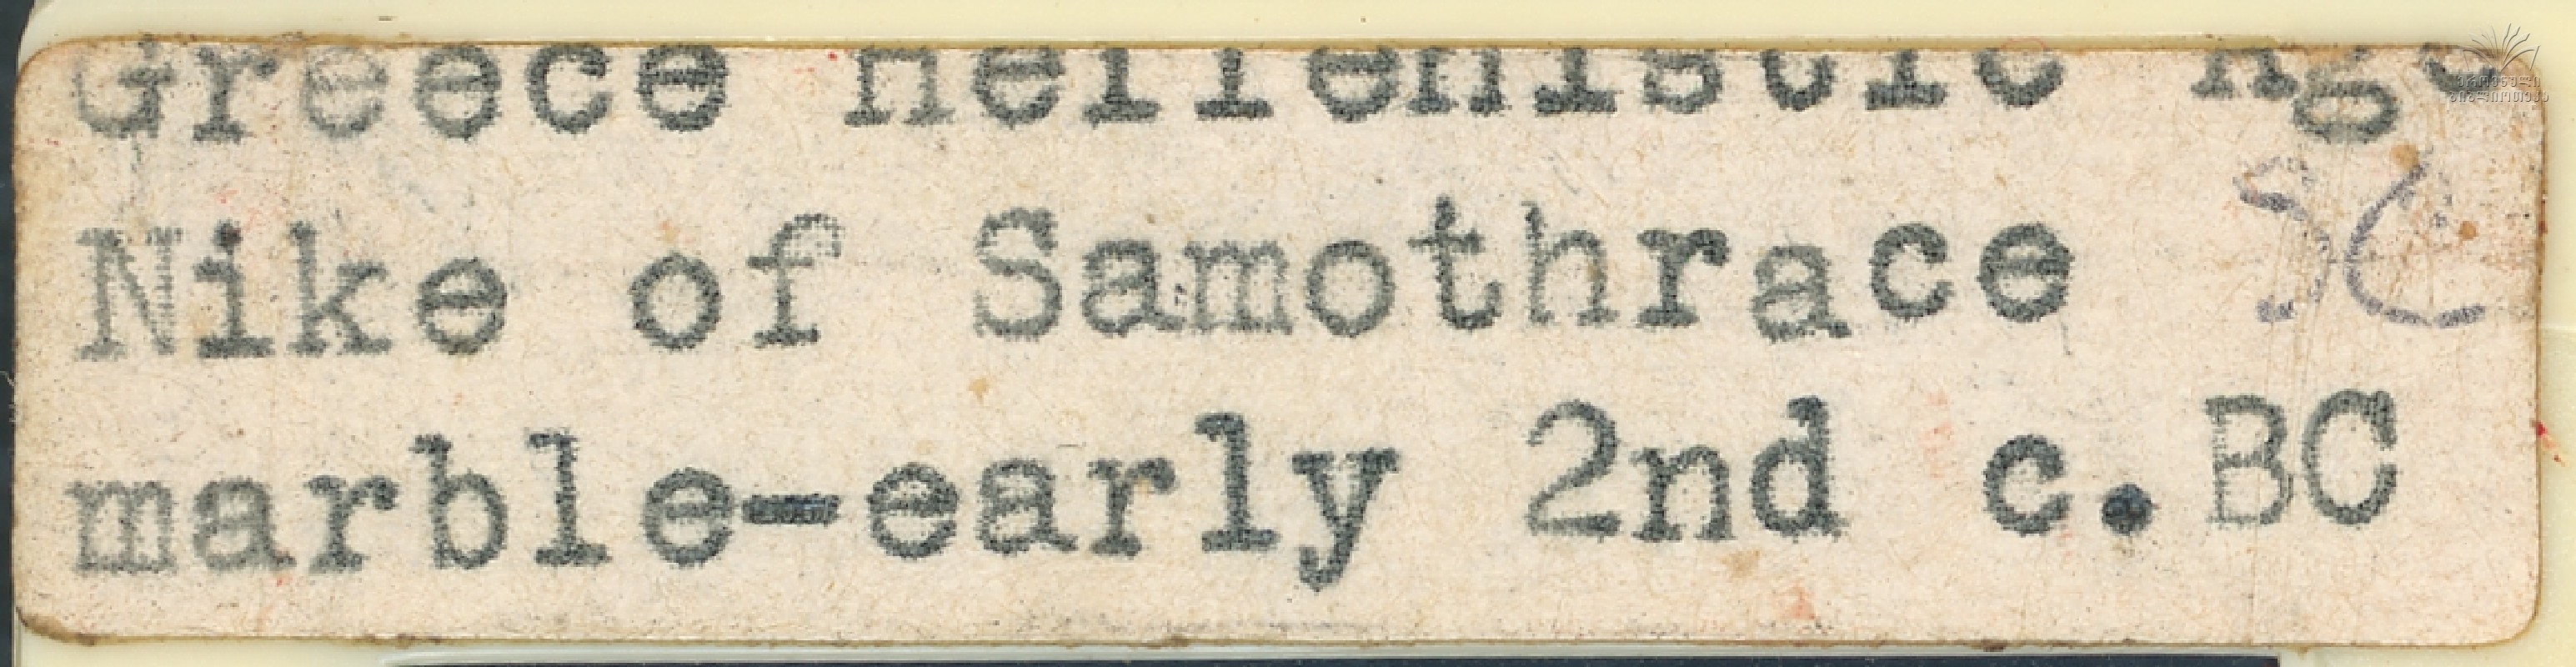 Greece Hellenistic Age
Nike of Samothrace
marble-early 2nd c.BC